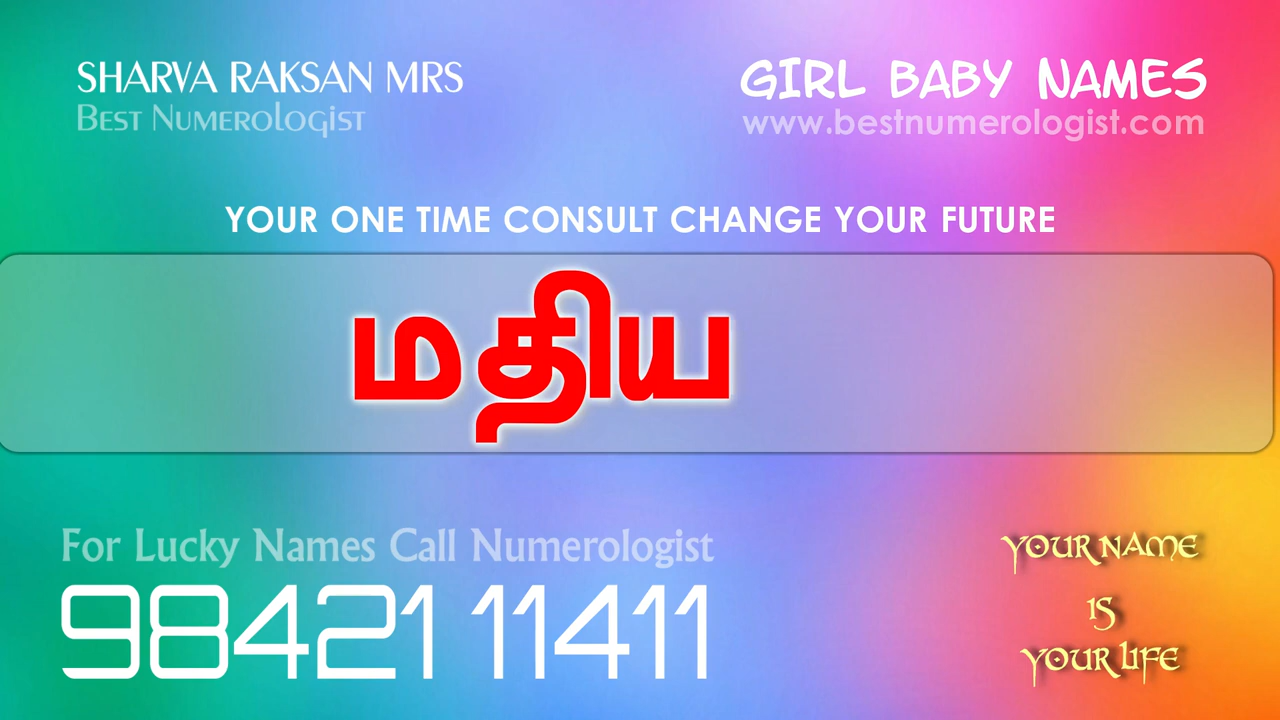 SHARVA RAKSAN MRS
Best Numerologist
GIRL BABY NAMES
www.bestnumerologist.com
YOUR ONE TIME CONSULT CHANGE YOUR FUTURE
மதிய
For Lucky Names Call Numerologist
98421 11411
YOUR NAME
IS
YOUR LIFE